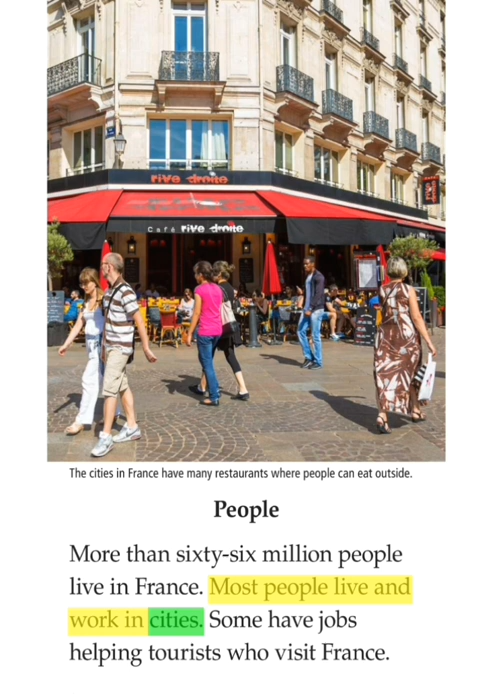 rive droite
Café rive droite
The cities in France have many restaurants where people can eat outside.
People
More than sixty-six million people
live in France. Most people live and
work in cities. Some have jobs
helping tourists who visit France.